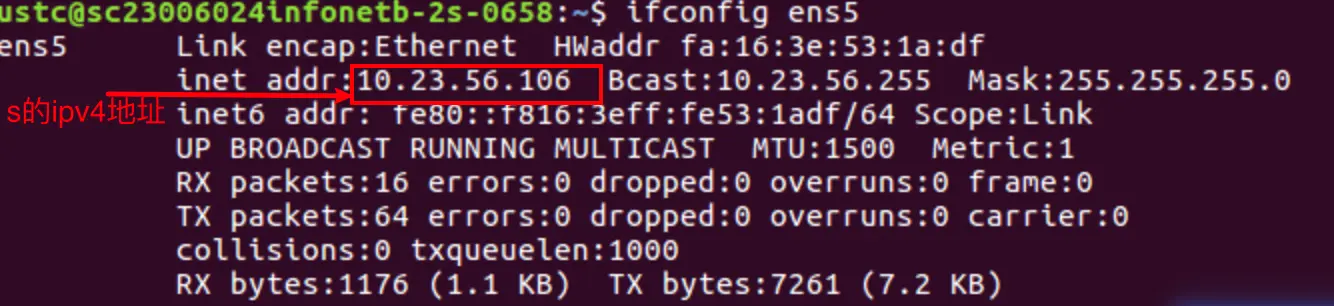 ustc@sc23006024infonetb-2s-0658:~$ ifconfig ens5
ens5 Link encap:Ethernet HWaddr fa:16:3e:53:1a:df
inet addr:10.23.56.106 Bcast:10.23.56.255 Mask:255.255.255.0
s的ipv4地址
inet6 addr: fe80::f816:3eff:fe53:1adf/64 Scope:Link
UP BROADCAST RUNNING MULTICAST MTU:1500 Metric:1
RX packets:16 errors:0 dropped:0 overruns:0 frame:0
TX packets:64 errors:0 dropped:0 overruns:0 carrier:0
collisions:0 txqueuelen:1000
RX bytes:1176 (1.1 KB) TX bytes:7261 (7.2 KB)